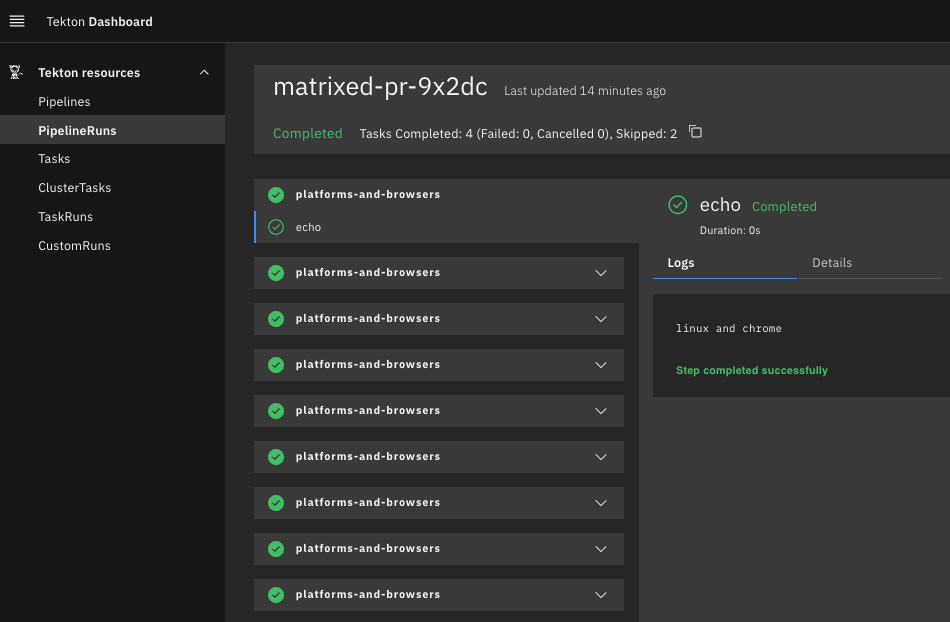 Tekton Dashboard
Tekton resources
Pipelines
PipelineRuns
Tasks
ClusterTasks
TaskRuns
CustomRuns
matrixed-pr-9x2dc Last updated 14 minutes ago
Completed Tasks Completed: 4 (Failed: 0, Cancelled 0), Skipped: 2
platforms-and-browsers
echo
platforms-and-browsers
platforms-and-browsers
platforms-and-browsers
platforms-and-browsers
platforms-and-browsers
platforms-and-browsers
platforms-and-browsers
platforms-and-browsers
echo Completed
Duration: 0s
Logs Details
linux and chrome
Step completed successfully